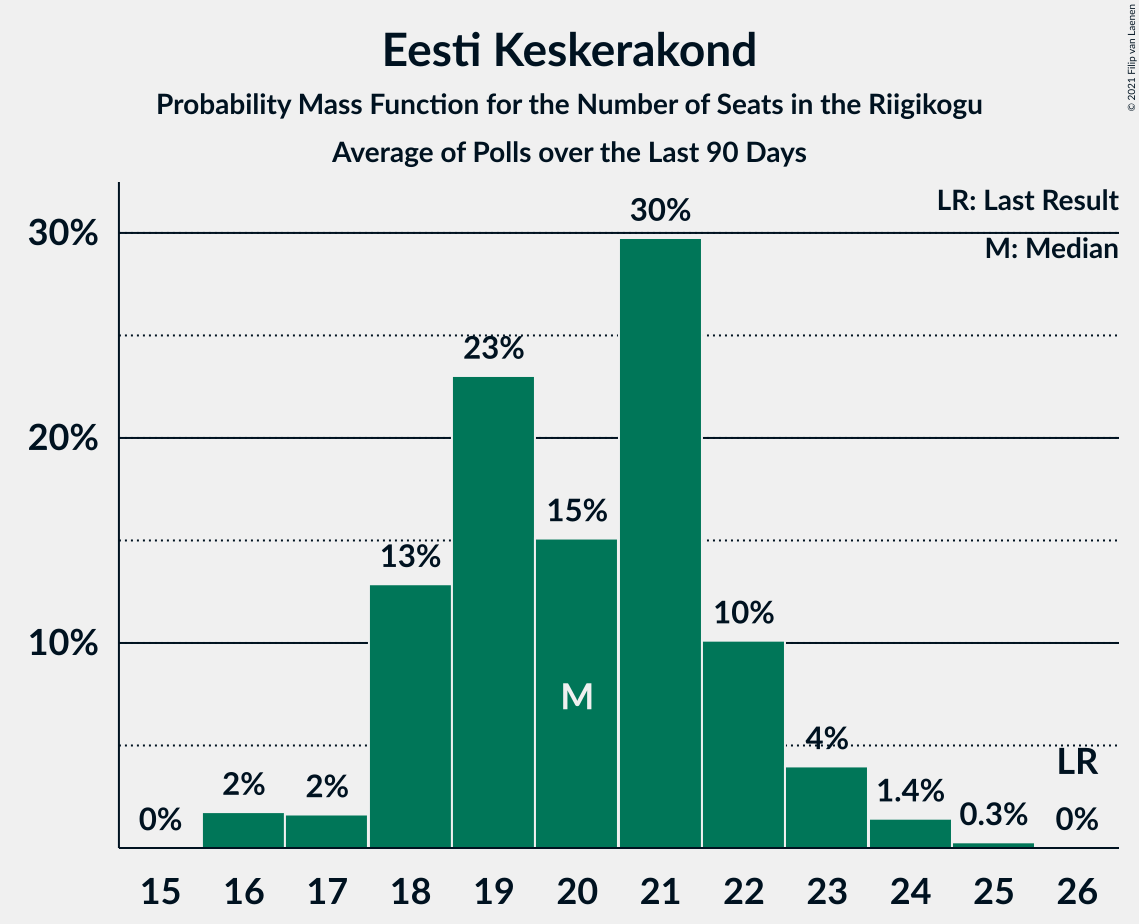 Eesti Keskerakond
Probability Mass Function for the Number of Seats in the Riigikogu
Average of Polls over the Last 90 Days
© 2021 Filip van Laenen
LR: Last Result
M: Median
30%
20%
10%
0%
2%
2%
13%
23%
15%
30%
10%
4%
1.4%
0.3%
0%
LR
M
15 16 17 18 19 20 21 22 23 24 25 26